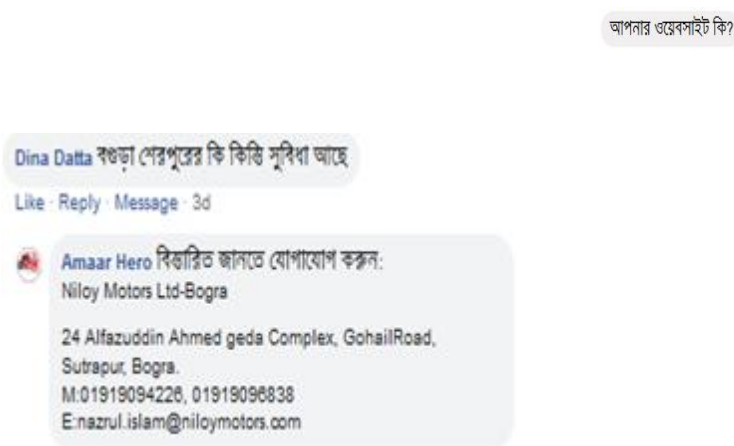 আপনার ওয়েবসাইট কি?
Dina Datta বগুড়া শেরপুরের কি কিস্তি সুবিধা আছে
Like · Reply · Message · 3d
Amaar Hero বিস্তারিত জানতে যোগাযোগ করুন:
Niloy Motors Ltd-Bogra
24 Alfazuddin Ahmed geda Complex, GohailRoad,
Sutrapur, Bogra.
M:01919094226, 01919096838
E:nazrul.islam@niloymotors.com